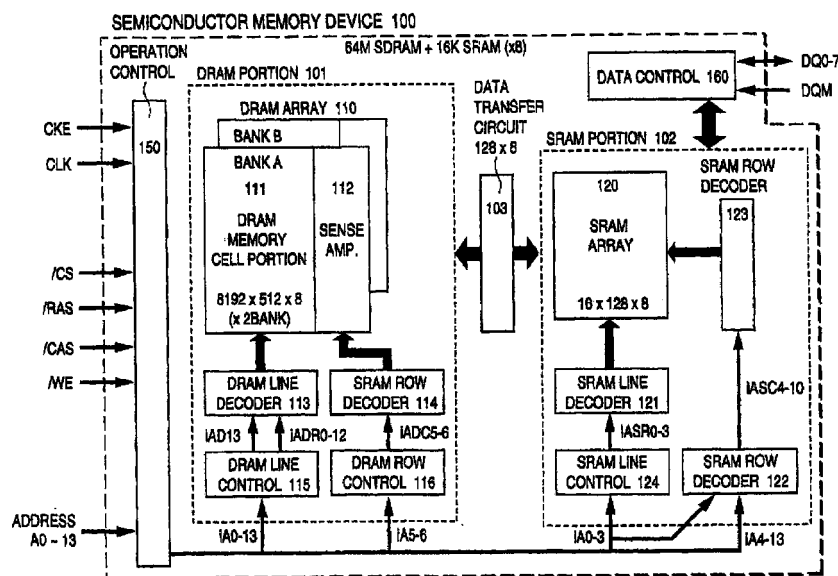 SEMICONDUCTOR MEMORY DEVICE 100
64M SDRAM + 16K SRAM (x8)
OPERATION
CONTROL
150
CKE
CLK
/CS
/RAS
/CAS
/WE
ADDRESS
A0 ~ 13
DRAM PORTION 101
DRAM ARRAY 110
BANK B
BANK A
111
DRAM
MEMORY
CELL PORTION
8192 x 512 x 8
(x 2BANK)
112
SENSE
AMP.
DRAM LINE
DECODER 113
SRAM ROW
DECODER 114
iAD13
iADR0-12
iADC5-6
DRAM LINE
CONTROL 115
DRAM ROW
CONTROL 116
iA0-13
iA5-6
DATA
TRANSFER
CIRCUIT
128 x 8
103
DATA CONTROL 160
DQ0-7
DQM
SRAM PORTION 102
120
SRAM
ARRAY
16 x 128 x 8
SRAM ROW
DECODER
123
SRAM LINE
DECODER 121
iASR0-3
iASC4-10
SRAM LINE
CONTROL 124
SRAM ROW
DECODER 122
iA0-3
iA4-13